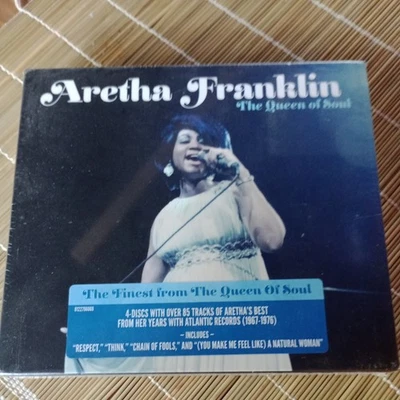 Aretha Franklin
The Queen of Soul
The Finest from The Queen Of Soul
4-DISCS WITH OVER 85 TRACKS OF ARETHA'S BEST
FROM HER YEARS WITH ATLANTIC RECORDS (1967-1976)
– INCLUDES –
"RESPECT," "THINK," "CHAIN OF FOOLS," AND "(YOU MAKE ME FEEL LIKE) A NATURAL WOMAN"